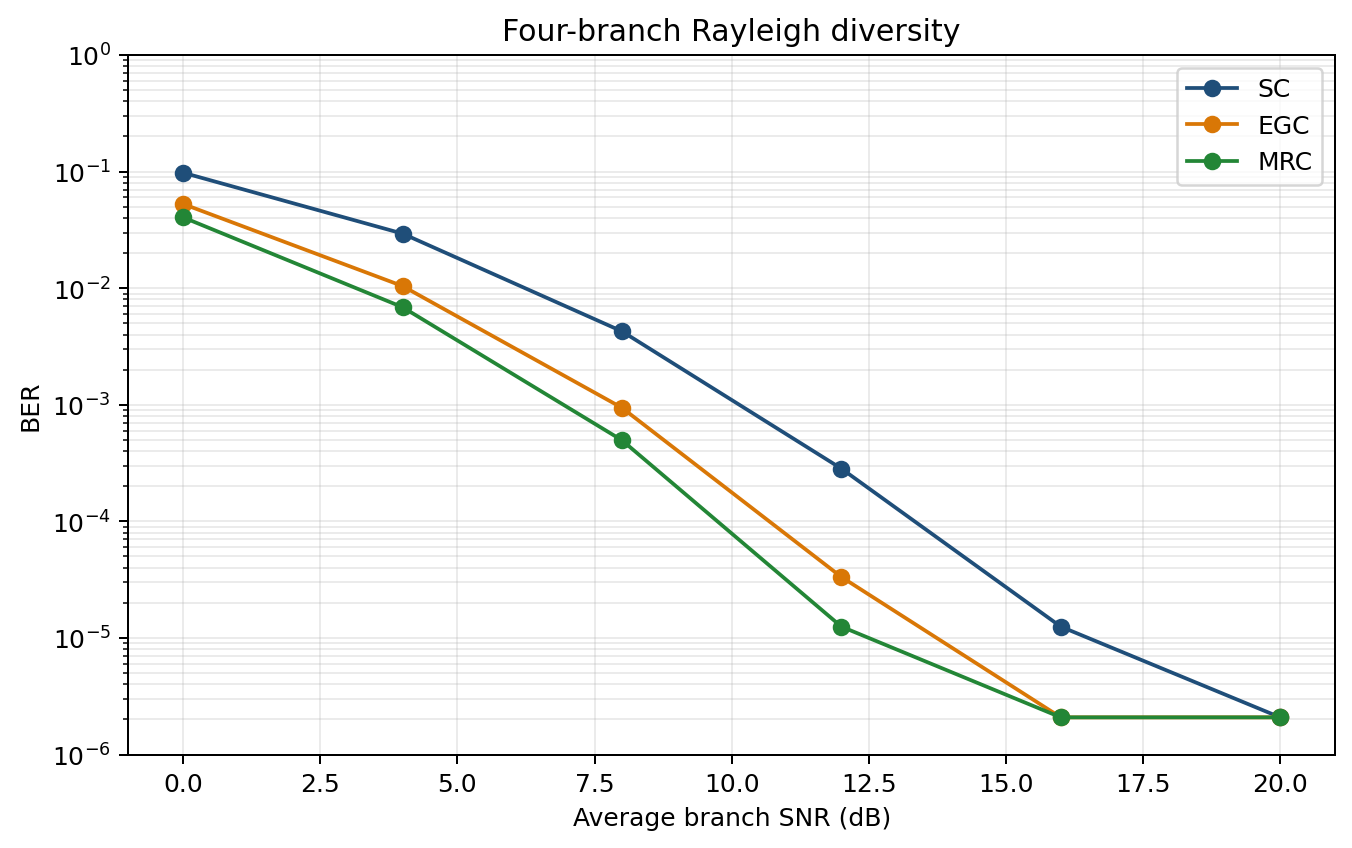 Four-branch Rayleigh diversity
SC
EGC
MRC
BER
10⁰
10⁻¹
10⁻²
10⁻³
10⁻⁴
10⁻⁵
10⁻⁶
0.0 2.5 5.0 7.5 10.0 12.5 15.0 17.5 20.0
Average branch SNR (dB)